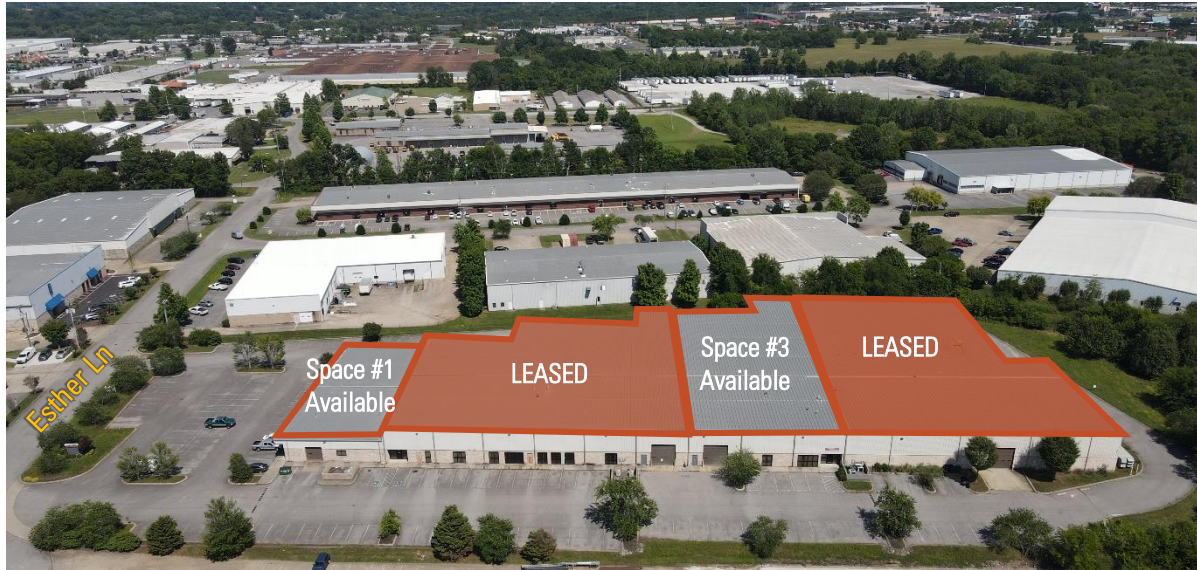 Space #1
Available
LEASED
Space #3
Available
LEASED
Esther Ln